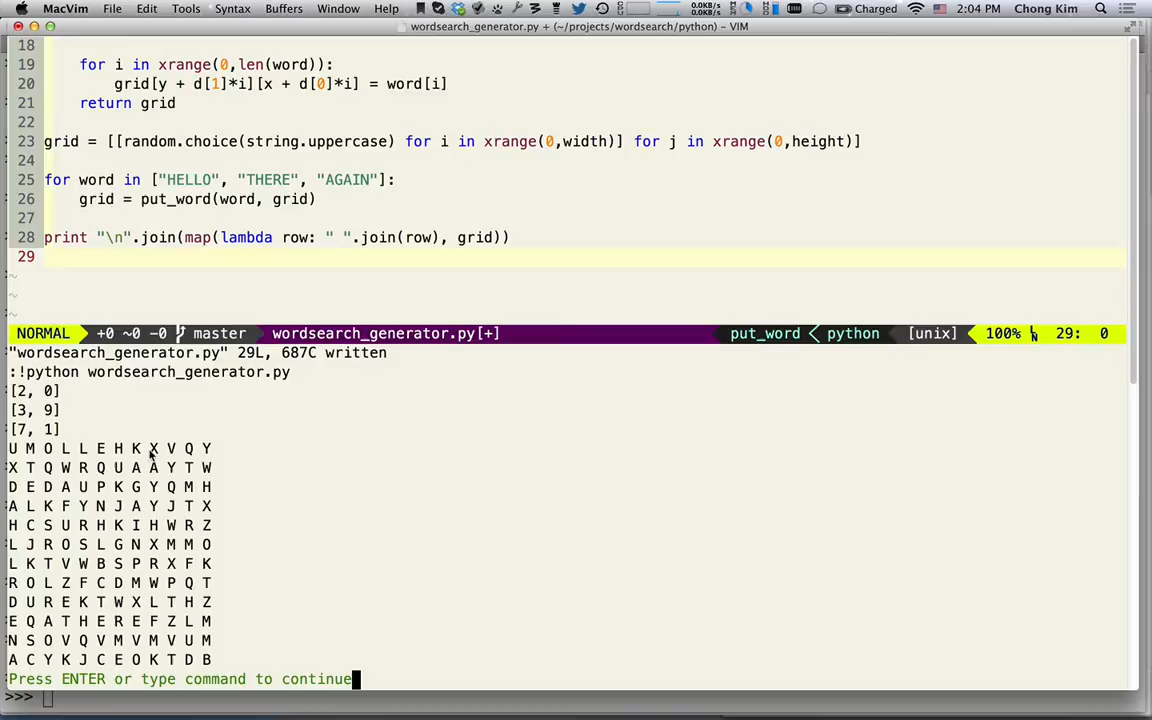 MacVim File Edit Tools Syntax Buffers Window Help 0.0KB/s 0.0KB/s Charged 2:04 PM Chong Kim
wordsearch_generator.py + (~/projects/wordsearch/python) - VIM
18
19     for i in xrange(0,len(word)):
20         grid[y + d[1]*i][x + d[0]*i] = word[i]
21     return grid
22
23 grid = [[random.choice(string.uppercase) for i in xrange(0,width)] for j in xrange(0,height)]
24
25 for word in ["HELLO", "THERE", "AGAIN"]:
26     grid = put_word(word, grid)
27
28 print "\n".join(map(lambda row: " ".join(row), grid))
29
~
~
~
NORMAL +0 ~0 -0 master wordsearch_generator.py[+] put_word < python [unix] 100% LN 29: 0
"wordsearch_generator.py" 29L, 687C written
:!python wordsearch_generator.py
[2, 0]
[3, 9]
[7, 1]
U M O L L E H K X V Q Y
X T Q W R Q U A A Y T W
D E D A U P K G Y Q M H
A L K F Y N J A Y J T X
H C S U R H K I H W R Z
L J R O S L G N X M M O
L K T V W B S P R X F K
R O L Z F C D M W P Q T
D U R E K T W X L T H Z
E Q A T H E R E F Z L M
N S O V Q V M V M V U M
A C Y K J C E O K T D B
Press ENTER or type command to continue
>>>